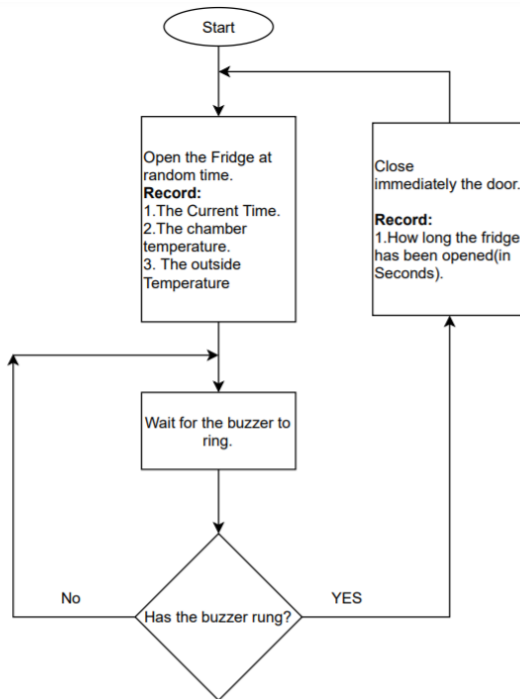 Start
Open the Fridge at
random time.
Record:
1.The Current Time.
2.The chamber
temperature.
3. The outside
Temperature
Close
immediately the door.
Record:
1.How long the fridge
has been opened(in
Seconds).
Wait for the buzzer to
ring.
Has the buzzer rung?
No
YES